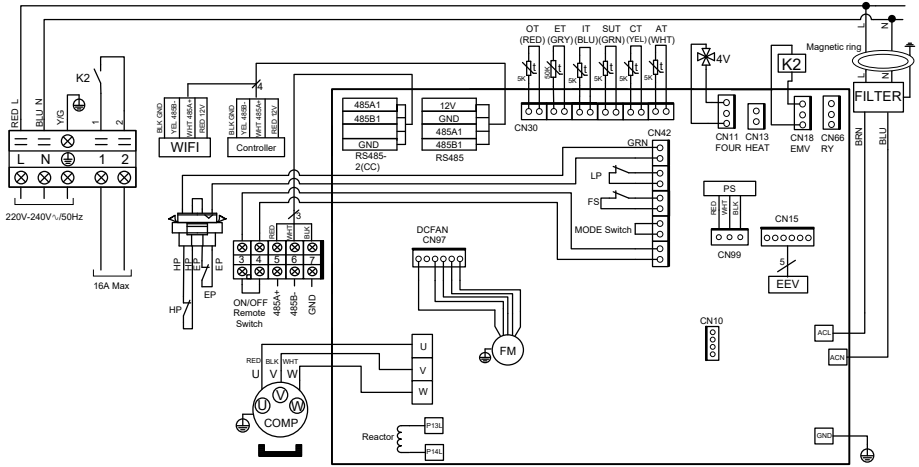 OT ET IT SUT CT AT
(RED) (GRY) (BLU) (GRN) (YEL) (WHT)
5K 50K 5K 5K 5K 5K
CN30
4V
K2
L N
Magnetic ring
L N
FILTER
BRN BLU
CN11
FOUR
CN13
HEAT
CN18
EMV
CN66
RY
RED L
BLU N
Y/G
K2
1 2
L N 1 2
220V-240V~/50Hz
16A Max
4
BLK GND
YEL 485B-
WHT 485A+
RED 12V
WIFI
BLK GND
YEL 485B-
WHT 485A+
RED 12V
Controller
485A1
485B1
GND
RS485-
2(CC)
12V
GND
485A1
485B1
RS485
CN42
GRN
LP
FS
MODE Switch
PS
RED WHT BLK
CN99
CN15
5
EEV
HP HP EP EP
HP
EP
3
RED WHT BLK
3 4 5 6 7
ON/OFF
Remote
Switch
485A+
485B-
GND
DCFAN
CN97
FM
CN10
ACL
ACN
RED BLK WHT
U V W
U V W
COMP
U
V
W
Reactor
P13L
P14L
GND